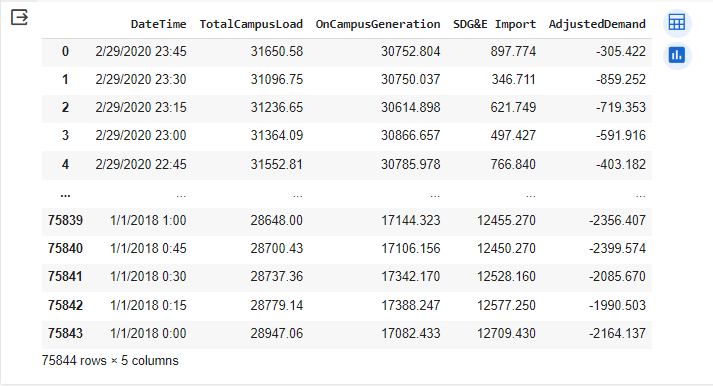 DateTime TotalCampusLoad OnCampusGeneration SDG&E Import AdjustedDemand
0 2/29/2020 23:45 31650.58 30752.804 897.774 -305.422
1 2/29/2020 23:30 31096.75 30750.037 346.711 -859.252
2 2/29/2020 23:15 31236.65 30614.898 621.749 -719.353
3 2/29/2020 23:00 31364.09 30866.657 497.427 -591.916
4 2/29/2020 22:45 31552.81 30785.978 766.840 -403.182
... ... ... ... ... ...
75839 1/1/2018 1:00 28648.00 17144.323 12455.270 -2356.407
75840 1/1/2018 0:45 28700.43 17106.156 12450.270 -2399.574
75841 1/1/2018 0:30 28737.36 17342.170 12528.160 -2085.670
75842 1/1/2018 0:15 28779.14 17388.247 12577.250 -1990.503
75843 1/1/2018 0:00 28947.06 17082.433 12709.430 -2164.137
75844 rows × 5 columns